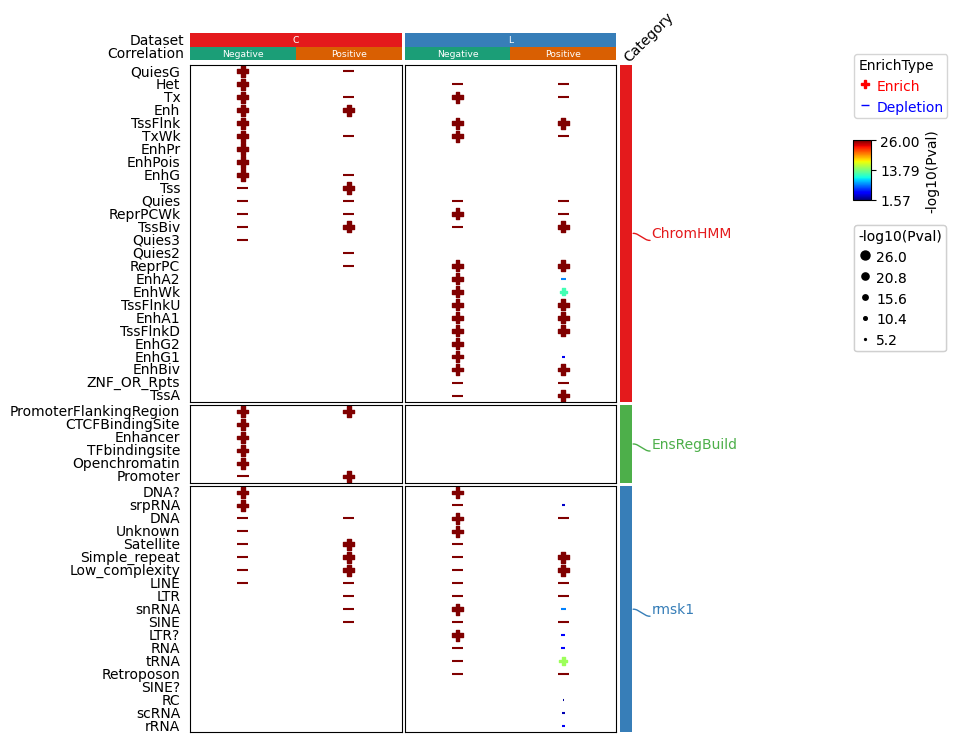 Dataset
Correlation
C
L
Negative
Positive
Negative
Positive
Category
QuiesG
Het
Tx
Enh
TssFlnk
TxWk
EnhPr
EnhPois
EnhG
Tss
Quies
ReprPCWk
TssBiv
Quies3
Quies2
ReprPC
EnhA2
EnhWk
TssFlnkU
EnhA1
TssFlnkD
EnhG2
EnhG1
EnhBiv
ZNF_OR_Rpts
TssA
ChromHMM
PromoterFlankingRegion
CTCFBindingSite
Enhancer
TFbindingsite
Openchromatin
Promoter
EnsRegBuild
DNA?
srpRNA
DNA
Unknown
Satellite
Simple_repeat
Low_complexity
LINE
LTR
snRNA
SINE
LTR?
RNA
tRNA
Retroposon
SINE?
RC
scRNA
rRNA
rmsk1
EnrichType
Enrich
Depletion
26.00
13.79
1.57
-log10(Pval)
-log10(Pval)
26.0
20.8
15.6
10.4
5.2